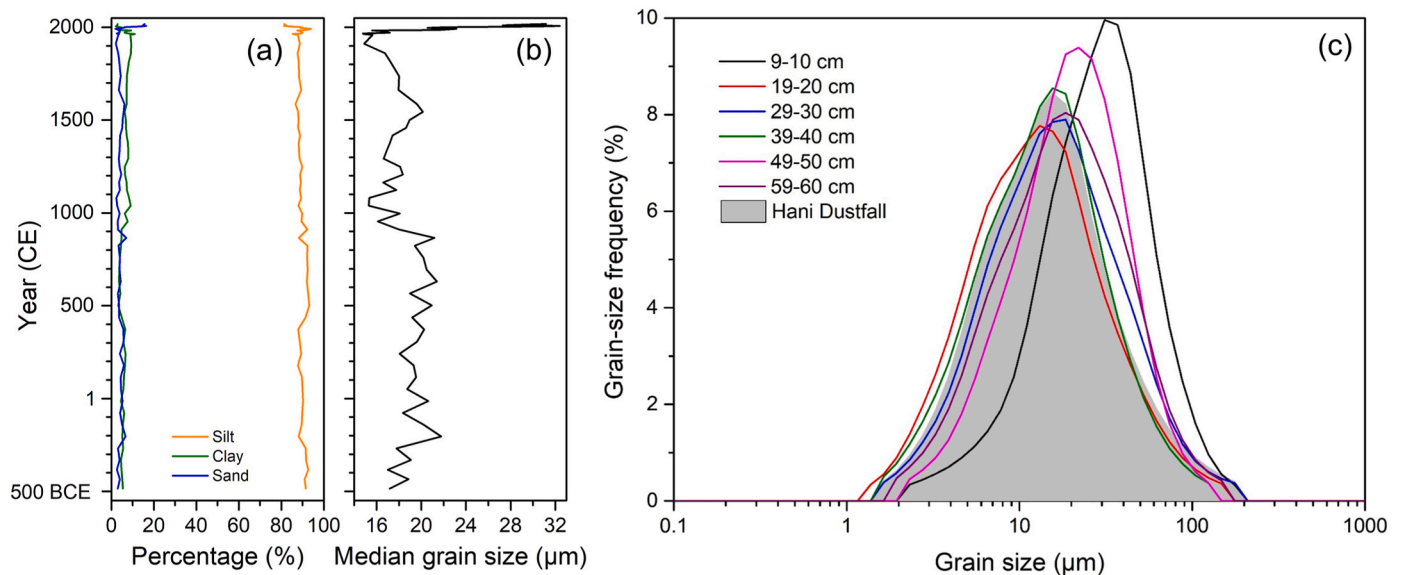 (a)
(b)
(c)
Year (CE)
2000
1500
1000
500
1
500 BCE
Silt
Clay
Sand
0 20 40 60 80 100
Percentage (%)
16 20 24 28 32
Median grain size (µm)
Grain-size frequency (%)
10
8
6
4
2
0
9-10 cm
19-20 cm
29-30 cm
39-40 cm
49-50 cm
59-60 cm
Hani Dustfall
0.1 1 10 100 1000
Grain size (µm)